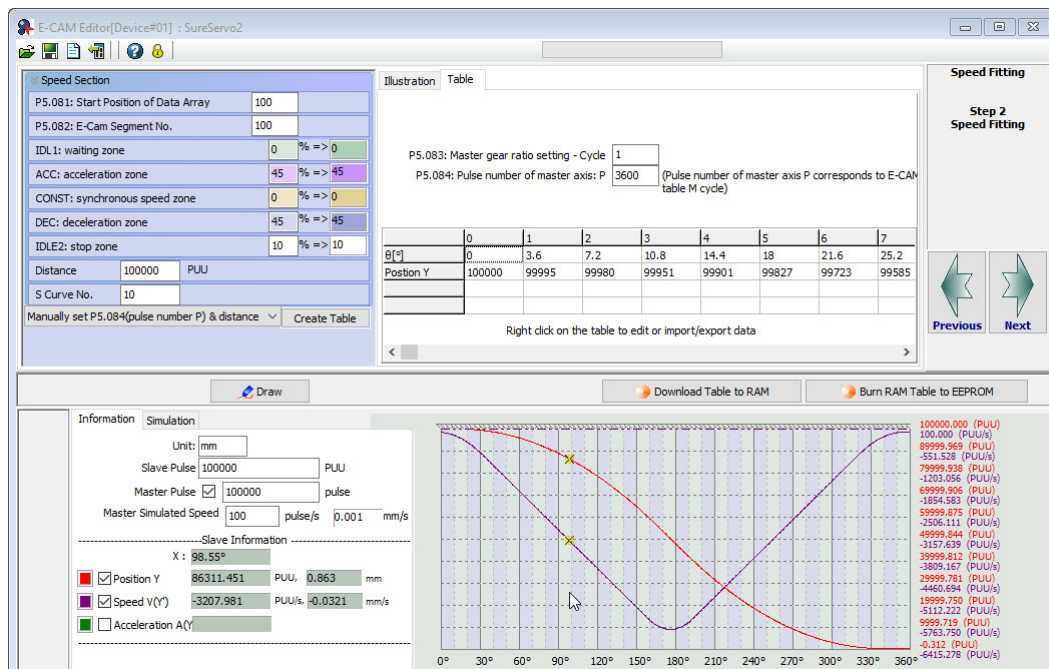 E-CAM Editor[Device#01] : SureServo2
Speed Section
P5.081: Start Position of Data Array 100
P5.082: E-Cam Segment No. 100
IDL1: waiting zone 0 % => 0
ACC: acceleration zone 45 % => 45
CONST: synchronous speed zone 0 % => 0
DEC: deceleration zone 45 % => 45
IDLE2: stop zone 10 % => 10
Distance 100000 PUU
S Curve No. 10
Manually set P5.084(pulse number P) & distance Create Table
Illustration Table
P5.083: Master gear ratio setting - Cycle 1
P5.084: Pulse number of master axis: P 3600 (Pulse number of master axis P corresponds to E-CAM
table M cycle)
0 1 2 3 4 5 6 7
θ[°] 0 3.6 7.2 10.8 14.4 18 21.6 25.2
Postion Y 100000 99995 99980 99951 99901 99827 99723 99585
Right click on the table to edit or import/export data
Speed Fitting
Step 2
Speed Fitting
Previous Next
Draw Download Table to RAM Burn RAM Table to EEPROM
Information Simulation
Unit: mm
Slave Pulse 100000 PUU
Master Pulse 100000 pulse
Master Simulated Speed 100 pulse/s 0.001 mm/s
Slave Information
X : 98.55°
Position Y 86311.451 PUU, 0.863 mm
Speed V(Y') -3207.981 PUU/s, -0.0321 mm/s
Acceleration A(Y
100000.000 (PUU)
100.000 (PUU/s)
89999.969 (PUU)
-551.528 (PUU/s)
79999.938 (PUU)
-1203.056 (PUU/s)
69999.906 (PUU)
-1854.583 (PUU/s)
59999.875 (PUU)
-2506.111 (PUU/s)
49999.844 (PUU)
-3157.639 (PUU/s)
39999.812 (PUU)
-3809.167 (PUU/s)
29999.781 (PUU)
-4460.694 (PUU/s)
19999.750 (PUU)
-5112.222 (PUU/s)
9999.719 (PUU)
-5763.750 (PUU/s)
-0.312 (PUU)
-6415.278 (PUU/s)
0° 30° 60° 90° 120° 150° 180° 210° 240° 270° 300° 330° 360°